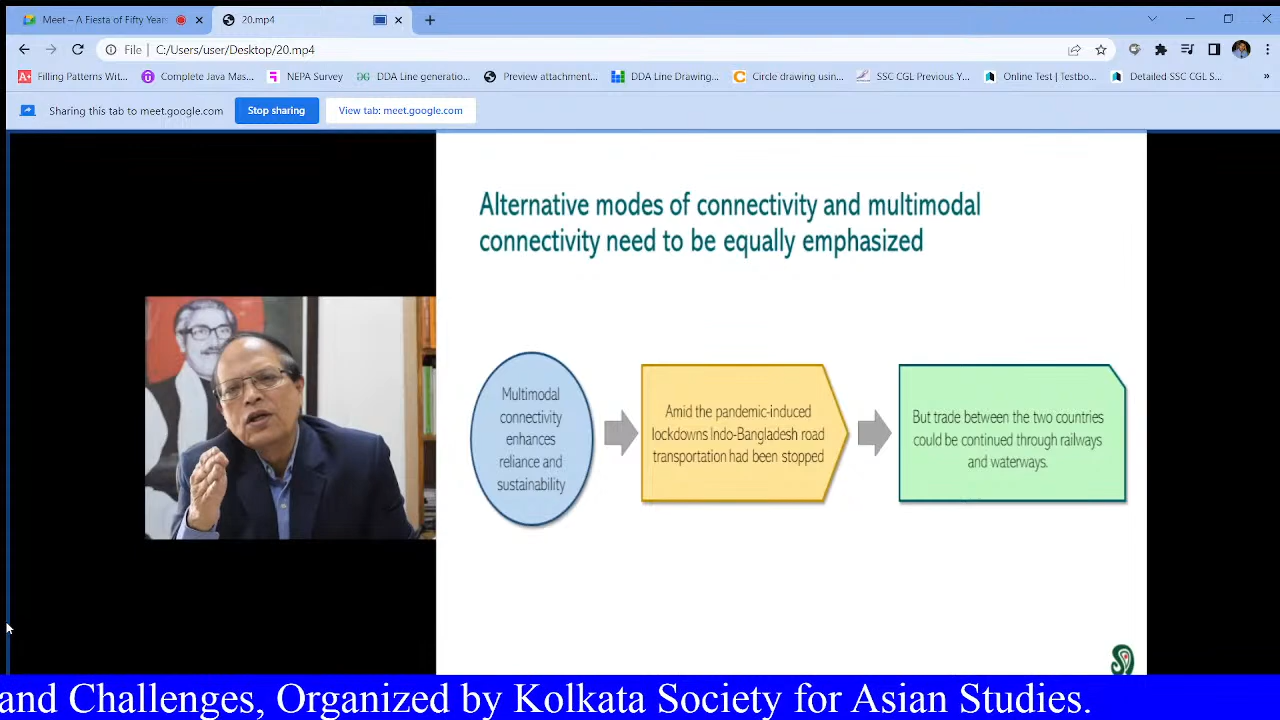 Meet – A Fiesta of Fifty Years
20.mp4
File | C:/Users/user/Desktop/20.mp4
Filling Patterns Wit...
Complete Java Mas...
NEPA Survey
DDA Line generatio...
Preview attachment...
DDA Line Drawing...
Circle drawing usin...
SSC CGL Previous Y...
Online Test | Testbo...
Detailed SSC CGL S...
»
Sharing this tab to meet.google.com
Stop sharing
View tab: meet.google.com
Alternative modes of connectivity and multimodal
connectivity need to be equally emphasized
Multimodal
connectivity
enhances
reliance and
sustainability
Amid the pandemic-induced
lockdowns Indo-Bangladesh road
transportation had been stopped
But trade between the two countries
could be continued through railways
and waterways.
and Challenges, Organized by Kolkata Society for Asian Studies.